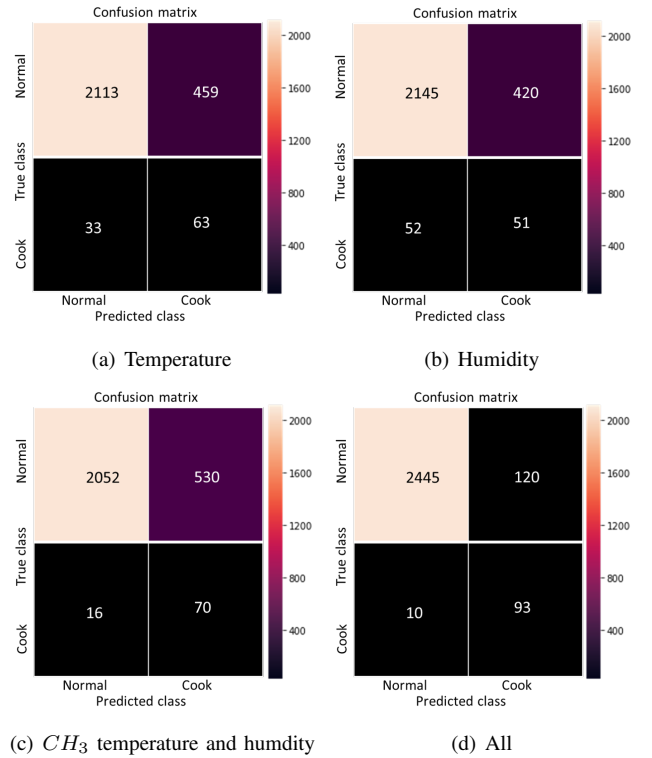 Confusion matrix
Normal
Cook
True class
2113
459
33
63
2000
1600
1200
800
400
Normal
Cook
Predicted class
(a) Temperature
Confusion matrix
Normal
Cook
True class
2145
420
52
51
2000
1600
1200
800
400
Normal
Cook
Predicted class
(b) Humidity
Confusion matrix
Normal
Cook
True class
2052
530
16
70
2000
1600
1200
800
400
Normal
Cook
Predicted class
(c) CH3 temperature and humdity
Confusion matrix
Normal
Cook
True class
2445
120
10
93
2000
1600
1200
800
400
Normal
Cook
Predicted class
(d) All